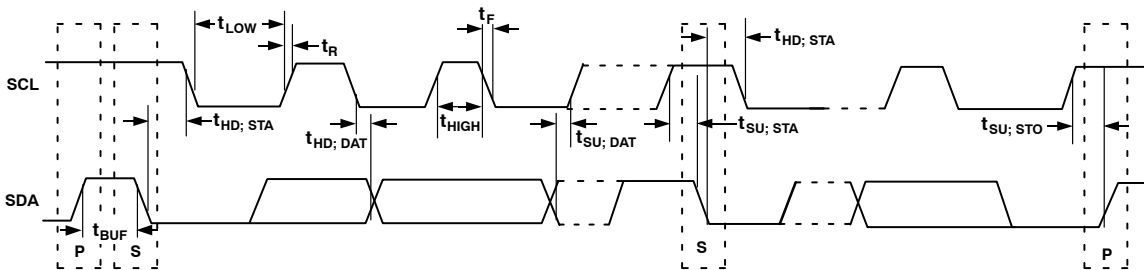 tLOW
tF
tR
tHD; STA
SCL
tHD; STA
tHD; DAT
tHIGH
tSU; DAT
tSU; STA
tSU; STO
SDA
tBUF
P
S
S
P